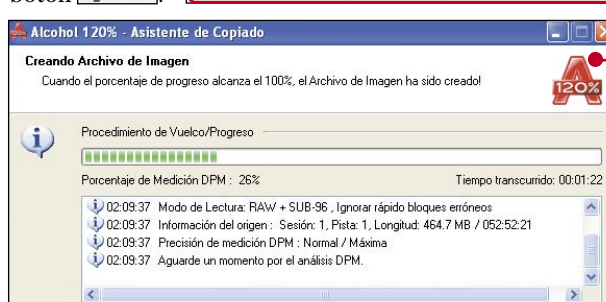 botón
Alcohol 120% - Asistente de Copiado
Creando Archivo de Imagen
Cuando el porcentaje de progreso alcanza el 100%, el Archivo de Imagen ha sido creado!
120%
Procedimiento de Vuelco/Progreso
Porcentaje de Medición DPM : 26% Tiempo transcurrido: 00:01:22
02:09:37 Modo de Lectura: RAW + SUB-96 , Ignorar rápido bloques erróneos
02:09:37 Información del origen : Sesión: 1, Pista: 1, Longitud: 464.7 MB / 052:52:21
02:09:37 Precisión de medición DPM : Normal / Máxima
02:09:37 Aguarde un momento por el análisis DPM.